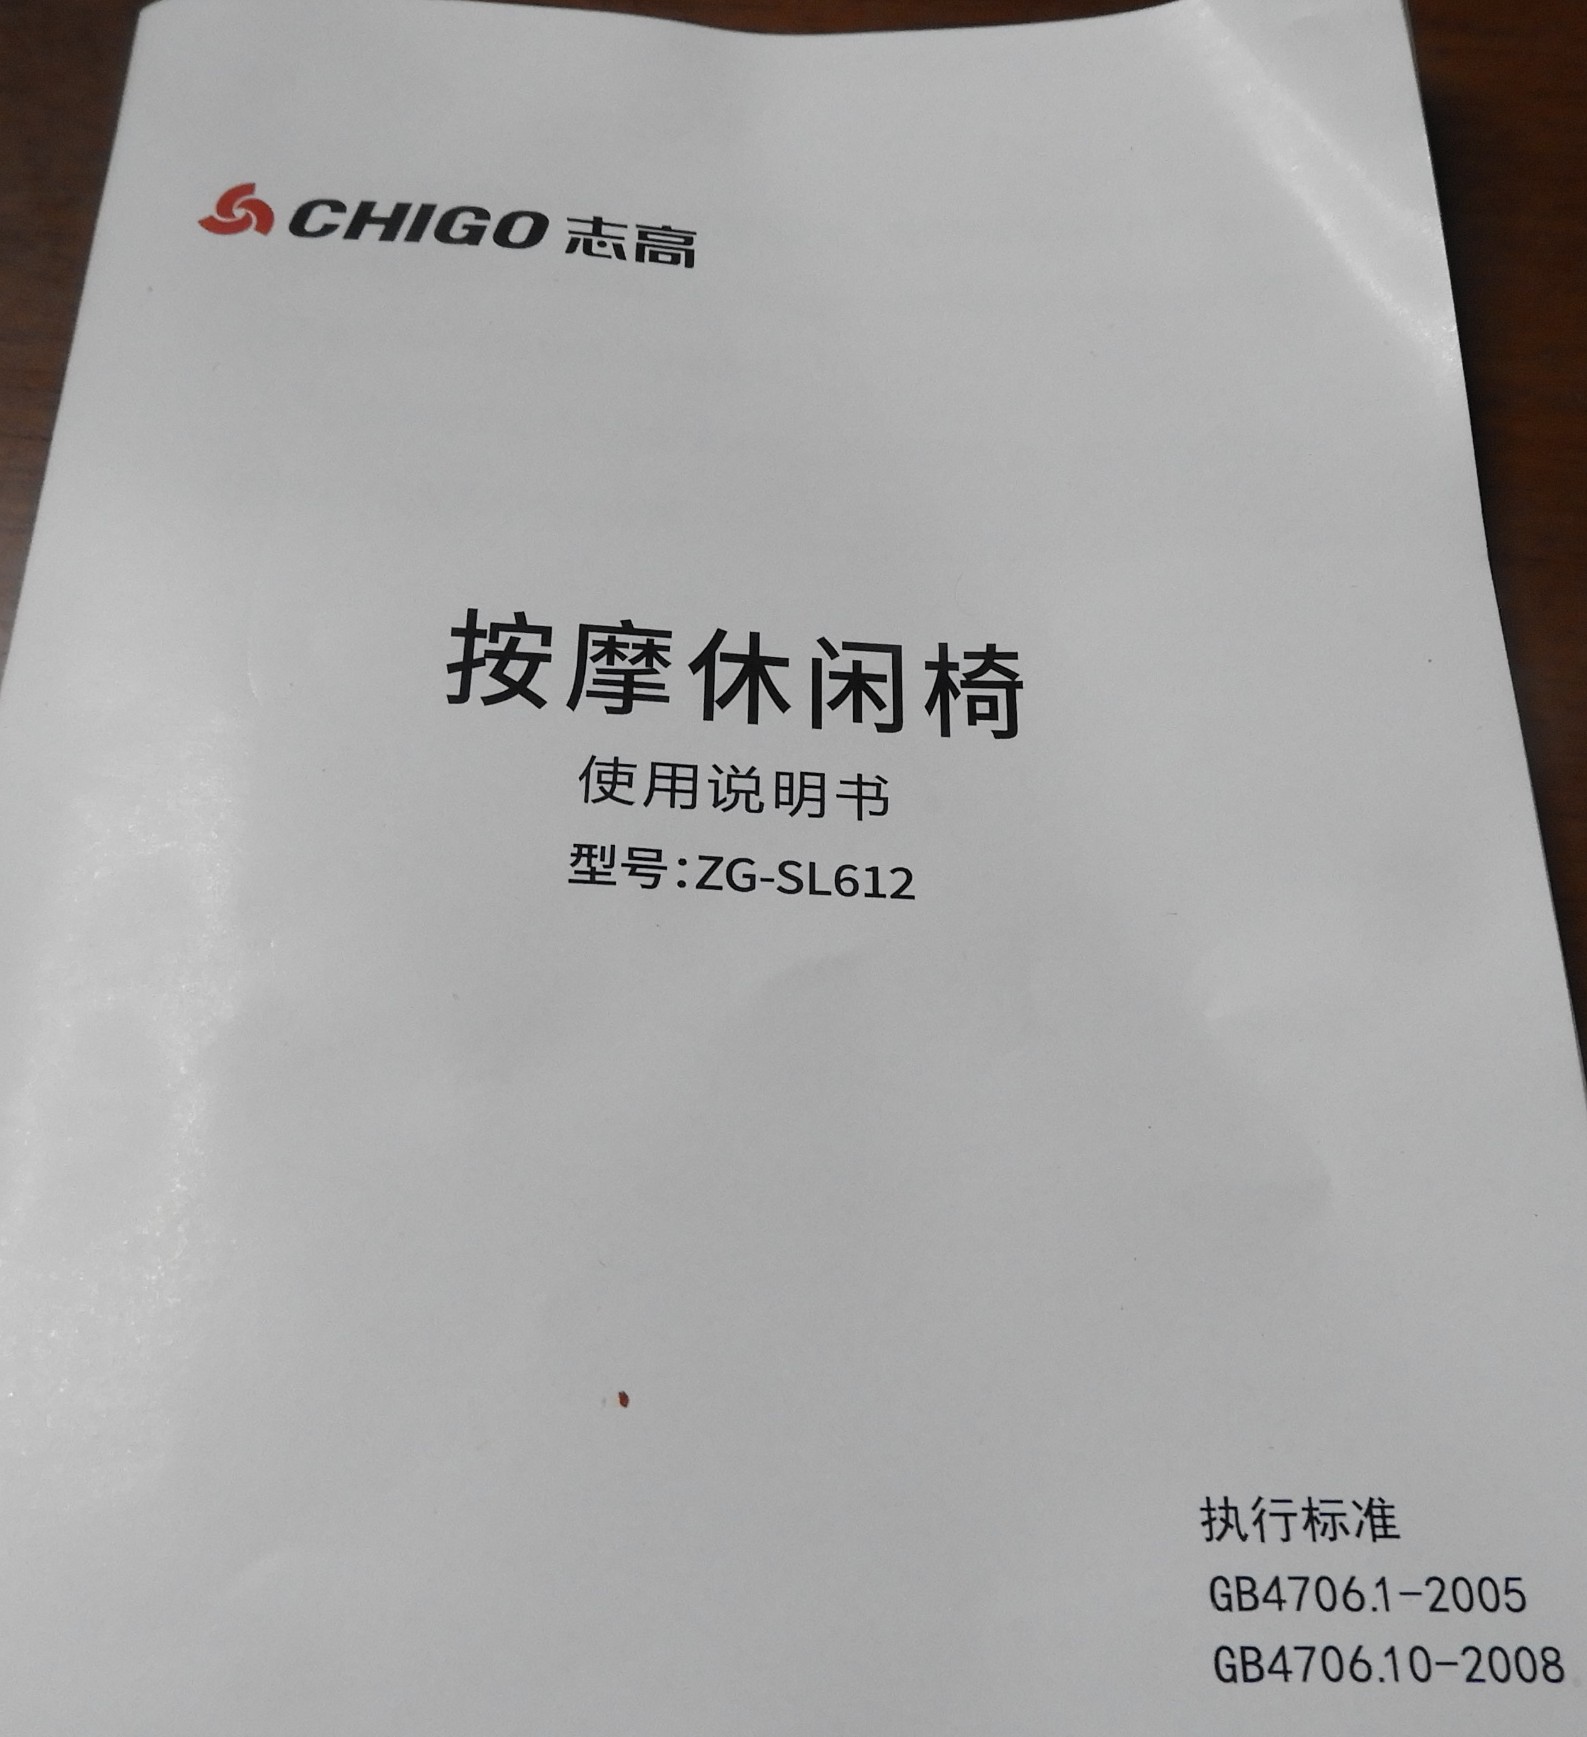 CHIGO 志高
按摩休闲椅
使用说明书
型号:ZG-SL612
执行标准
GB4706.1-2005
GB4706.10-2008